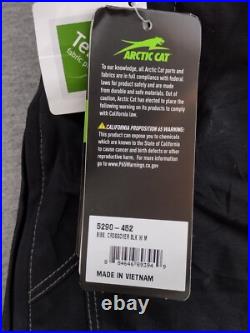 Te
fabric p
ARCTIC CAT
To our knowledge, all Arctic Cat parts and
fabrics are in full compliance with federal
laws for product safety and are made
from durable and safe materials. Out of
caution, Arctic Cat has elected to place
the following warning on its products
to comply with California law.
CALIFORNIA PROPOSITION 65 WARNING:
This product can expose you to
chemicals which are known to the State
of California to cause cancer and birth
defects or other reproductive harm.
For more information go to
www.P65Warnings.ca.gov
5290-452
BIBE, CROSSOVER BLK W M
MADE IN VIETNAM